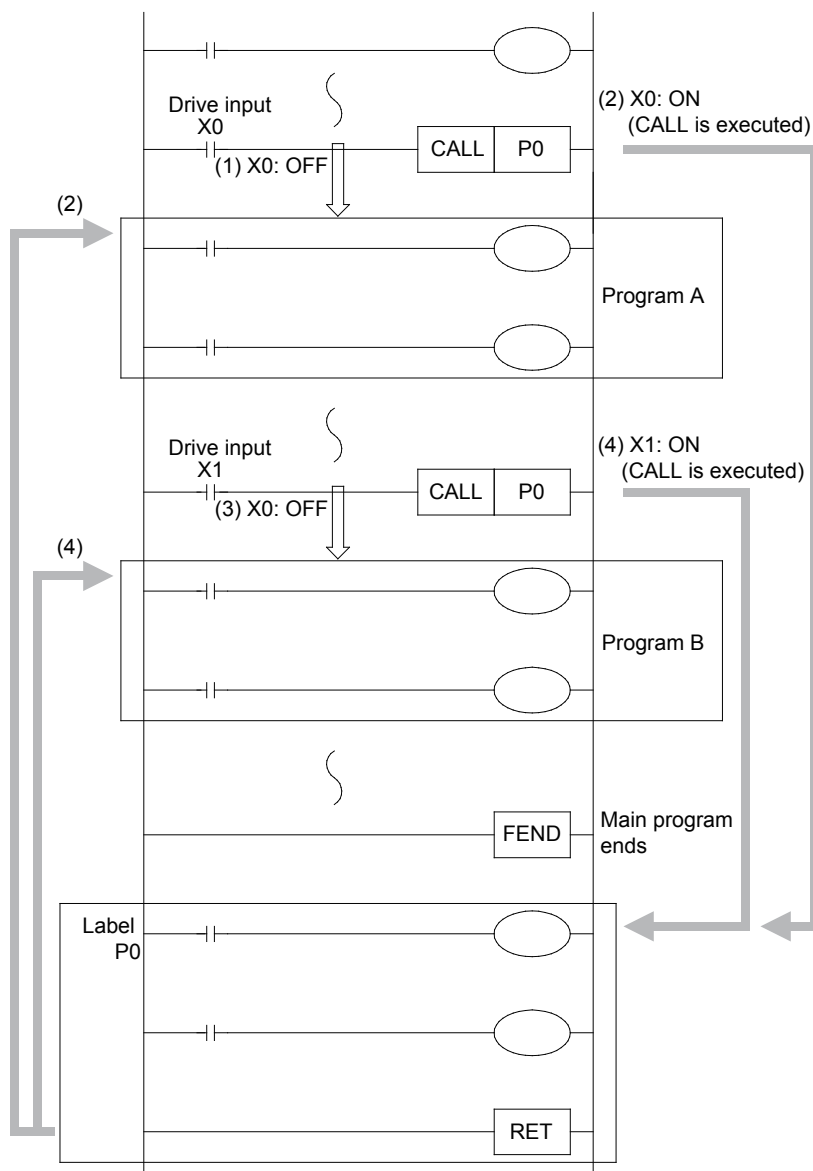 Drive input
X0
(1) X0: OFF
CALL P0
(2) X0: ON
(CALL is executed)
(2)
Program A
Drive input
X1
(3) X0: OFF
CALL P0
(4) X1: ON
(CALL is executed)
(4)
Program B
FEND
Main program
ends
Label
P0
RET